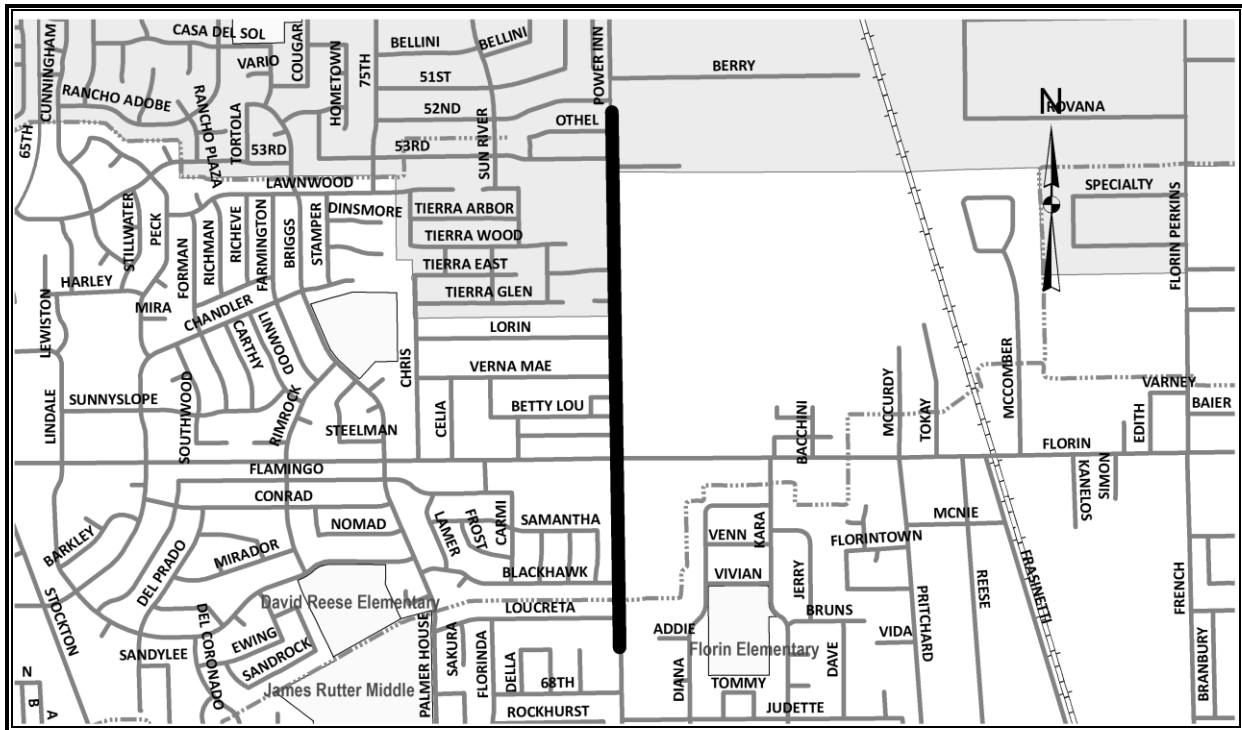 CASA DEL SOL
BELLINI
BELLINI
CUNNINGHAM
VARIO
COUGAR
75TH
51ST
POWER INN
BERRY
RANCHO ADOBE
RANCHO PLAZA
TORTOLA
HOMETOWN
52ND
OTHEL
N
ROVANA
65TH
53RD
53RD
SUN RIVER
LAWNWOOD
SPECIALTY
FLORIN PERKINS
STILLWATER
PECK
FORMAN
RICHMAN
RICHEVE
FARMINGTON
BRIGGS
STAMPER
DINSMORE
TIERRA ARBOR
TIERRA WOOD
TIERRA EAST
TIERRA GLEN
HARLEY
MIRA
CHANDLER
LORIN
LEWISTON
CARTHY
LINWOOD
CHRIS
VERNA MAE
MCCOMBER
VARNEY
LINDALE
SUNNYSLOPE
SOUTHWOOD
RIMROCK
STEELMAN
CELIA
BETTY LOU
BACCHINI
MCCURDY
TOKAY
EDITH
BAIER
FLORIN
FLAMINGO
KANELOS
NOMIS
CONRAD
NOMAD
LAMER
FROST
CARMI
SAMANTHA
VENN
KARA
MCNIE
FLORINTOWN
BARKLEY
DEL PRADO
MIRADOR
BLACKHAWK
VIVIAN
JERRY
PRITCHARD
REESE
FRASINETTI
FRENCH
STOCKTON
David Reese Elementary
LOUCRETA
BRUNS
DEL CORONADO
EWING
SANDROCK
SANDYLEE
PALMER HOUSE
SAKURA
FLORINDA
DELLA
ADDIE
Florin Elementary
DAVE
VIDA
BRANBURY
68TH
DIANA
TOMMY
James Rutter Middle
ROCKHURST
JUDETTE
N
B
A